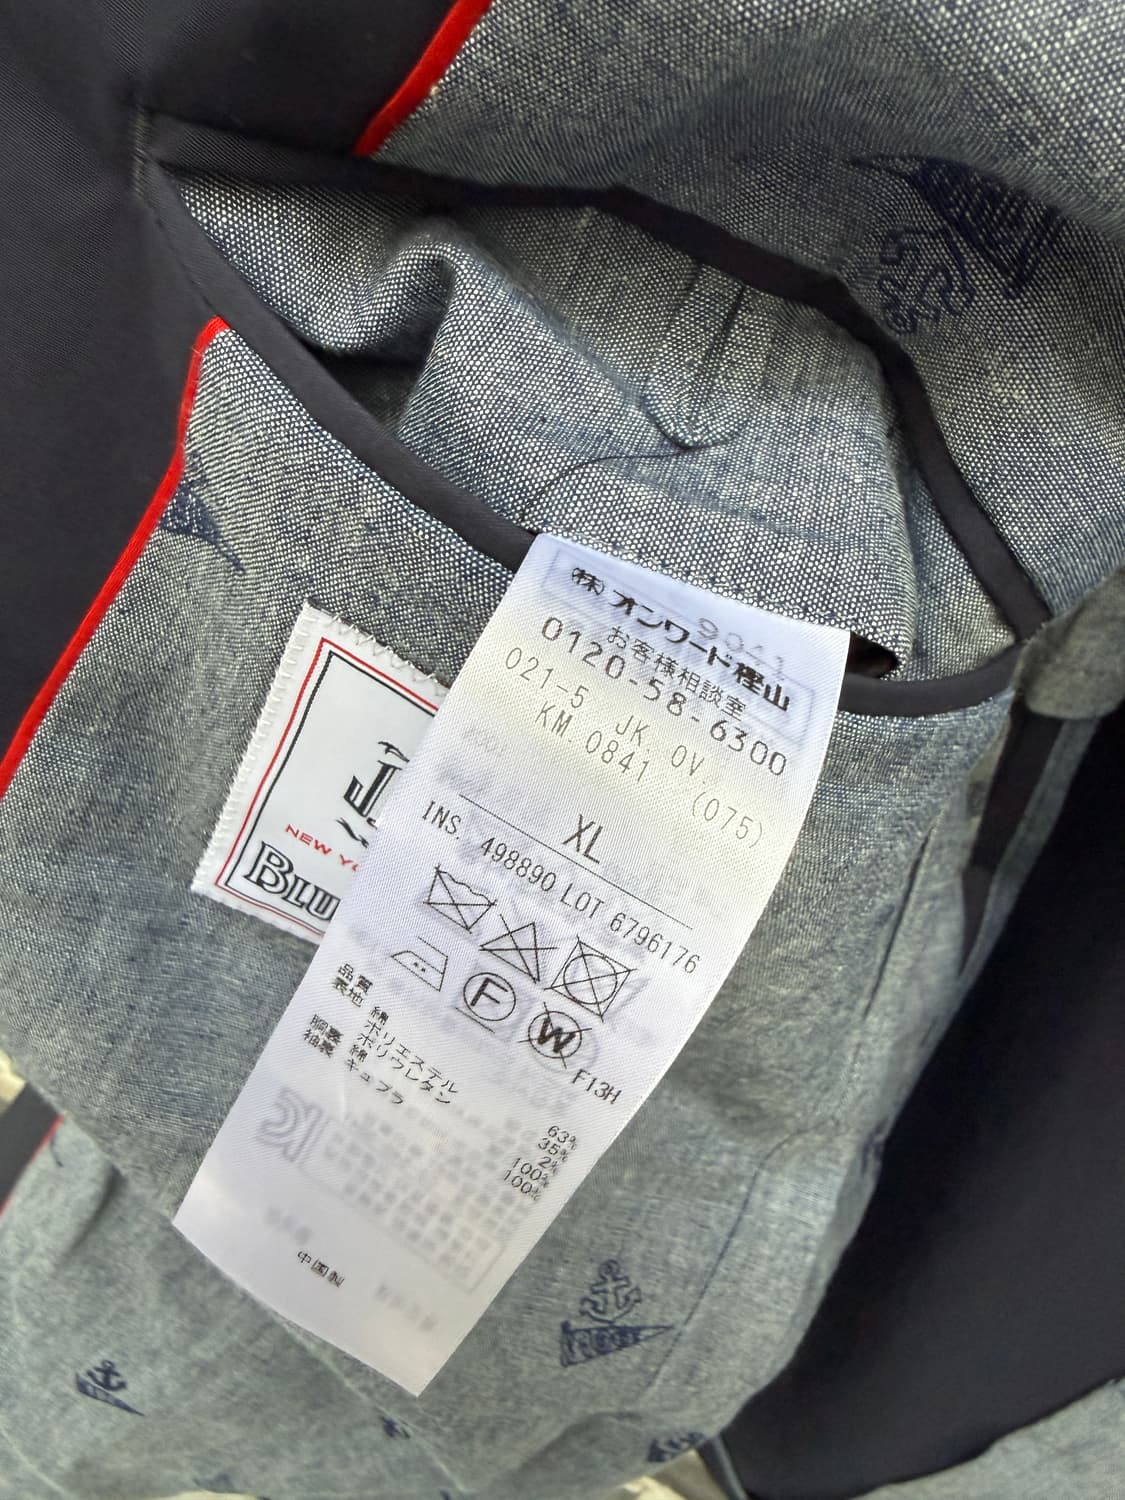 (株)オンワード樫山
お客様相談室
0120-58-6300
021-5 JK. OV.
KM. 0841 (075)
XL
INS. 498890 LOT 6796176
F
W
F13H
品質
表地 綿 63%
ポリエステル 35%
ポリウレタン 2%
胴裏 綿 100%
袖裏 キュプラ 100%
中国製
J
NEW YO
BLU